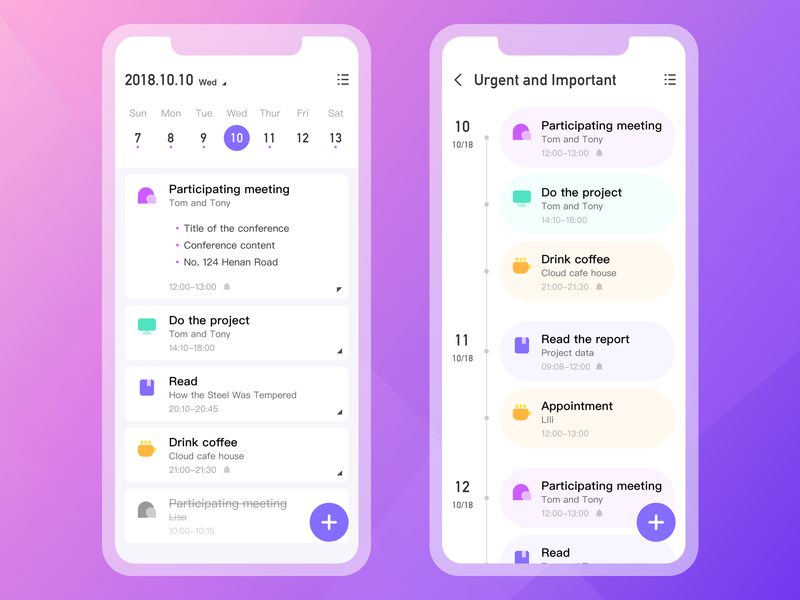 2018.10.10 Wed
Sun Mon Tue Wed Thur Fri Sat
7 8 9 10 11 12 13
Participating meeting
Tom and Tony
• Title of the conference
• Conference content
• No. 124 Henan Road
12:00–13:00
Do the project
Tom and Tony
14:10–18:00
Read
How the Steel Was Tempered
20:10–20:45
Drink coffee
Cloud cafe house
21:00–21:30
Participating meeting
Lisa
10:00–10:15
+
Urgent and Important
10
10/18
Participating meeting
Tom and Tony
12:00–13:00
Do the project
Tom and Tony
14:10–18:00
Drink coffee
Cloud cafe house
21:00–21:30
11
10/18
Read the report
Project data
09:08–12:00
Appointment
Lili
12:00–13:00
12
10/18
Participating meeting
Tom and Tony
12:00–13:00
+
Read